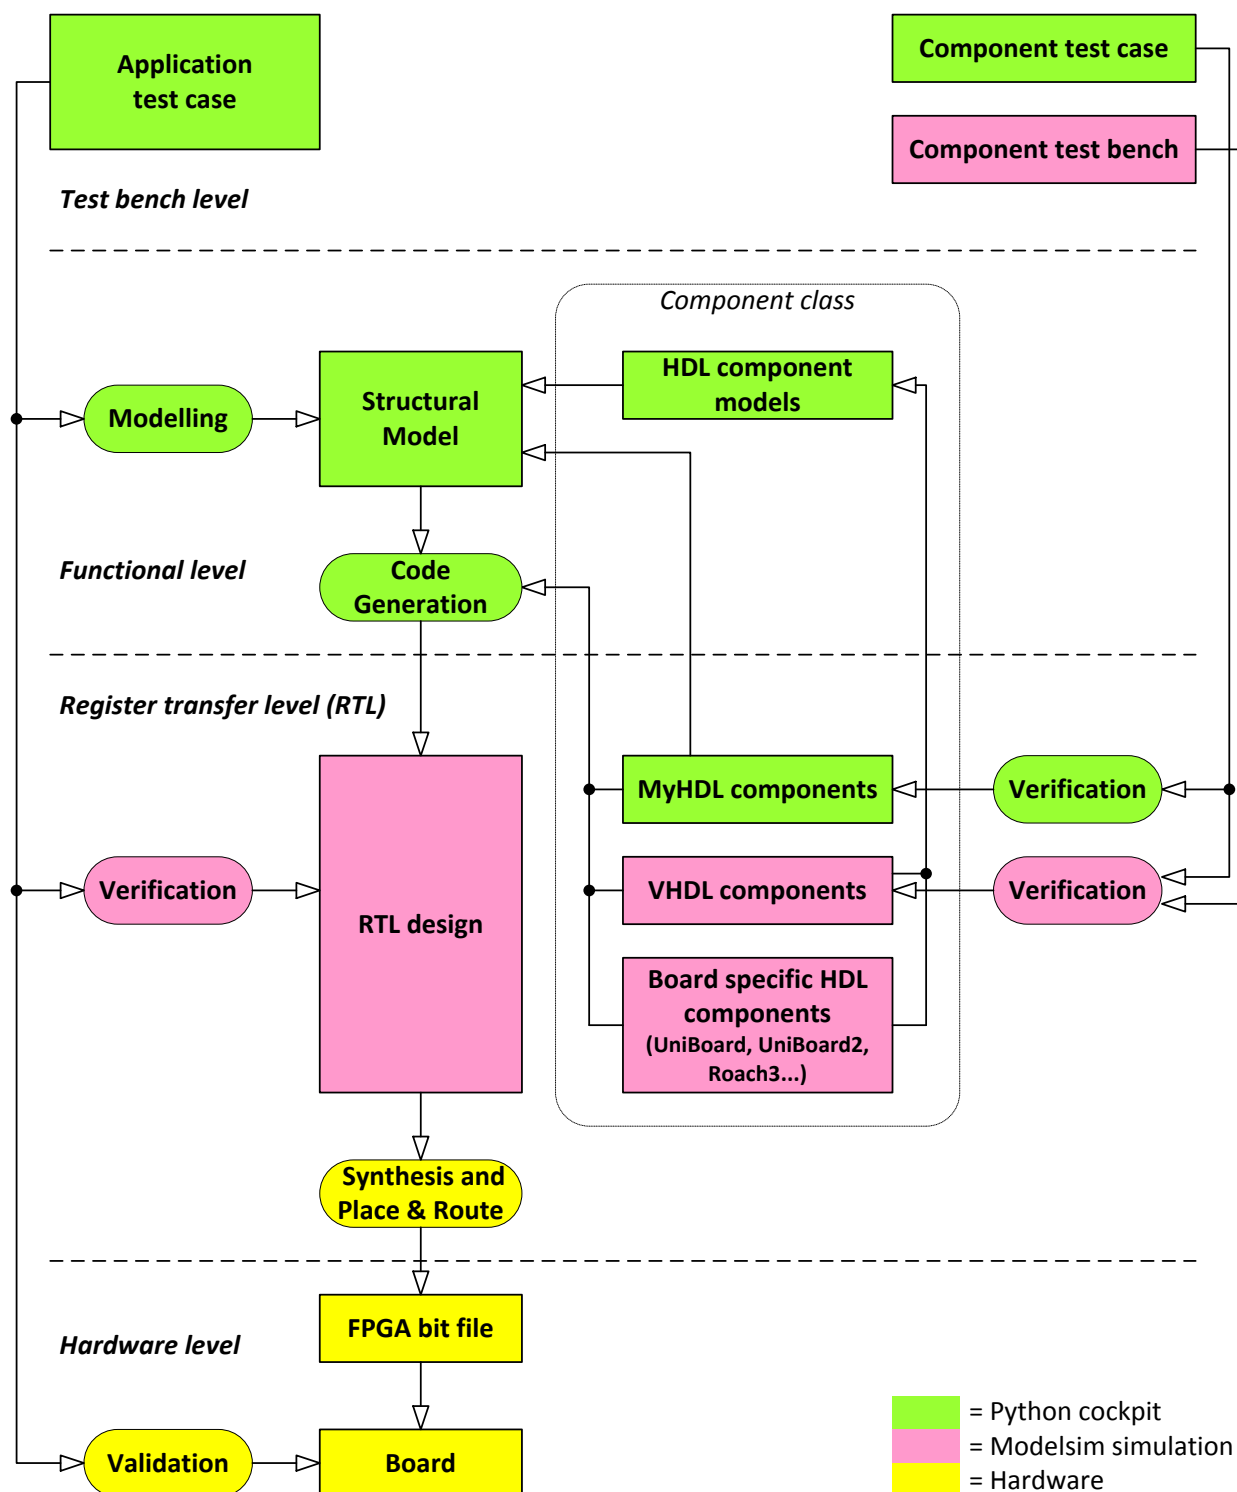 Application
test case
Component test case
Component test bench
Test bench level
Component class
HDL component
models
Modelling
Structural
Model
Functional level
Code
Generation
Register transfer level (RTL)
MyHDL components
Verification
Verification
RTL design
VHDL components
Verification
Board specific HDL
components
(UniBoard, UniBoard2,
Roach3...)
Synthesis and
Place & Route
FPGA bit file
Hardware level
Validation
Board
= Python cockpit
= Modelsim simulation
= Hardware